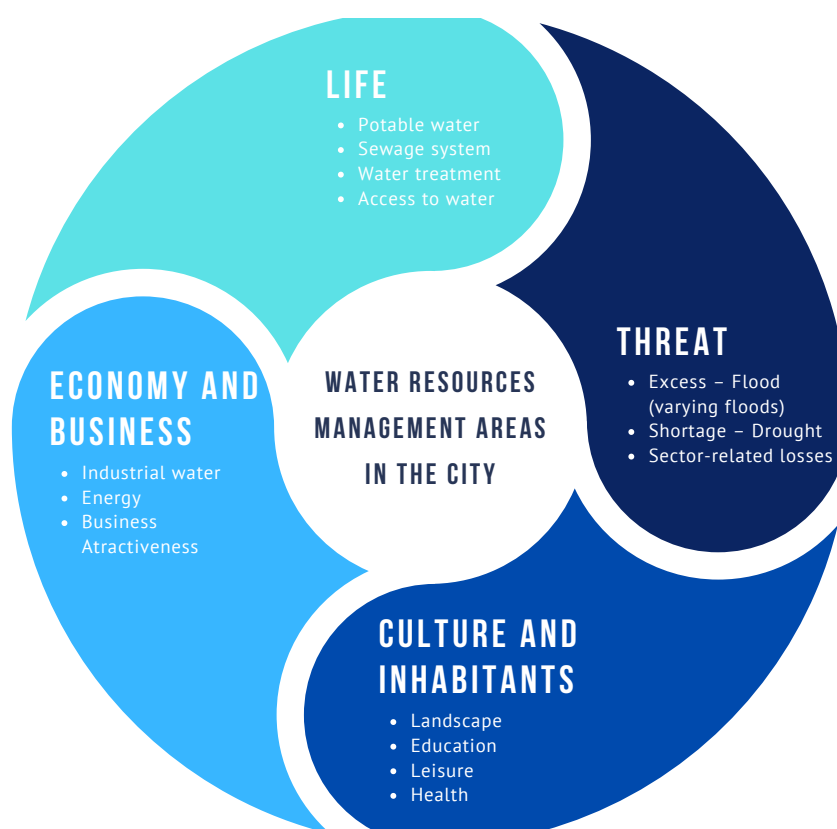 LIFE
• Potable water
• Sewage system
• Water treatment
• Access to water
THREAT
• Excess – Flood
(varying floods)
• Shortage – Drought
• Sector-related losses
ECONOMY AND
BUSINESS
• Industrial water
• Energy
• Business
Atractiveness
WATER RESOURCES
MANAGEMENT AREAS
IN THE CITY
CULTURE AND
INHABITANTS
• Landscape
• Education
• Leisure
• Health